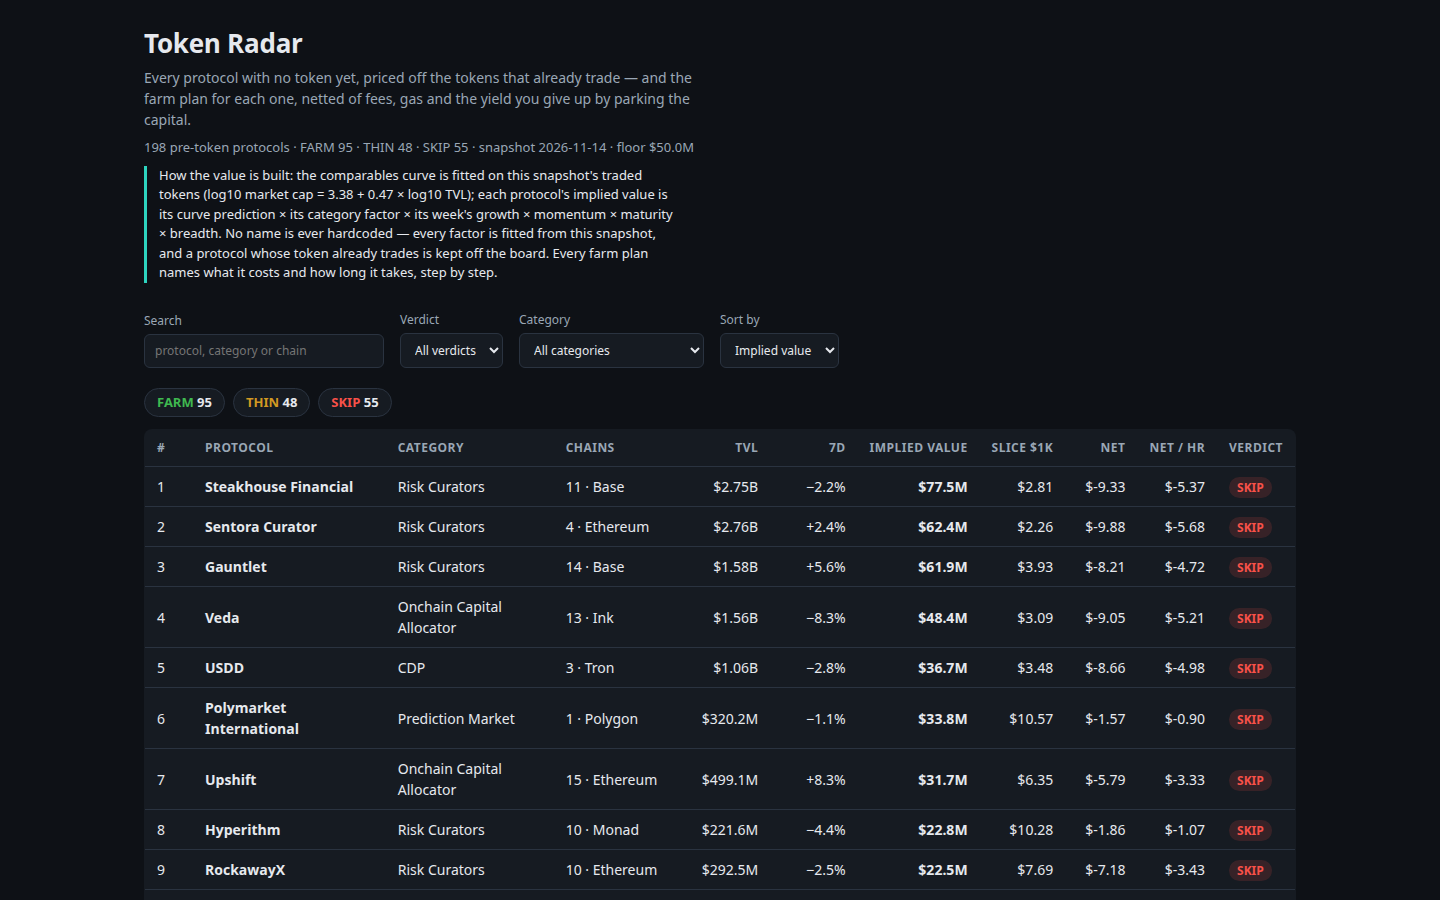 Token Radar
Every protocol with no token yet, priced off the tokens that already trade — and the
farm plan for each one, netted of fees, gas and the yield you give up by parking the
capital.
198 pre-token protocols · FARM 95 · THIN 48 · SKIP 55 · snapshot 2026-11-14 · floor $50.0M
How the value is built: the comparables curve is fitted on this snapshot's traded
tokens (log10 market cap = 3.38 + 0.47 × log10 TVL); each protocol's implied value is
its curve prediction × its category factor × its week's growth × momentum × maturity
× breadth. No name is ever hardcoded — every factor is fitted from this snapshot,
and a protocol whose token already trades is kept off the board. Every farm plan
names what it costs and how long it takes, step by step.
Search Verdict Category Sort by
protocol, category or chain All verdicts All categories Implied value
FARM 95 THIN 48 SKIP 55
# PROTOCOL CATEGORY CHAINS TVL 7D IMPLIED VALUE SLICE $1K NET NET / HR VERDICT
1 Steakhouse Financial Risk Curators 11 · Base $2.75B −2.2% $77.5M $2.81 $-9.33 $-5.37 SKIP
2 Sentora Curator Risk Curators 4 · Ethereum $2.76B +2.4% $62.4M $2.26 $-9.88 $-5.68 SKIP
3 Gauntlet Risk Curators 14 · Base $1.58B +5.6% $61.9M $3.93 $-8.21 $-4.72 SKIP
4 Veda Onchain Capital Allocator 13 · Ink $1.56B −8.3% $48.4M $3.09 $-9.05 $-5.21 SKIP
5 USDD CDP 3 · Tron $1.06B −2.8% $36.7M $3.48 $-8.66 $-4.98 SKIP
6 Polymarket International Prediction Market 1 · Polygon $320.2M −1.1% $33.8M $10.57 $-1.57 $-0.90 SKIP
7 Upshift Onchain Capital Allocator 15 · Ethereum $499.1M +8.3% $31.7M $6.35 $-5.79 $-3.33 SKIP
8 Hyperithm Risk Curators 10 · Monad $221.6M −4.4% $22.8M $10.28 $-1.86 $-1.07 SKIP
9 RockawayX Risk Curators 10 · Ethereum $292.5M −2.5% $22.5M $7.69 $-7.18 $-3.43 SKIP